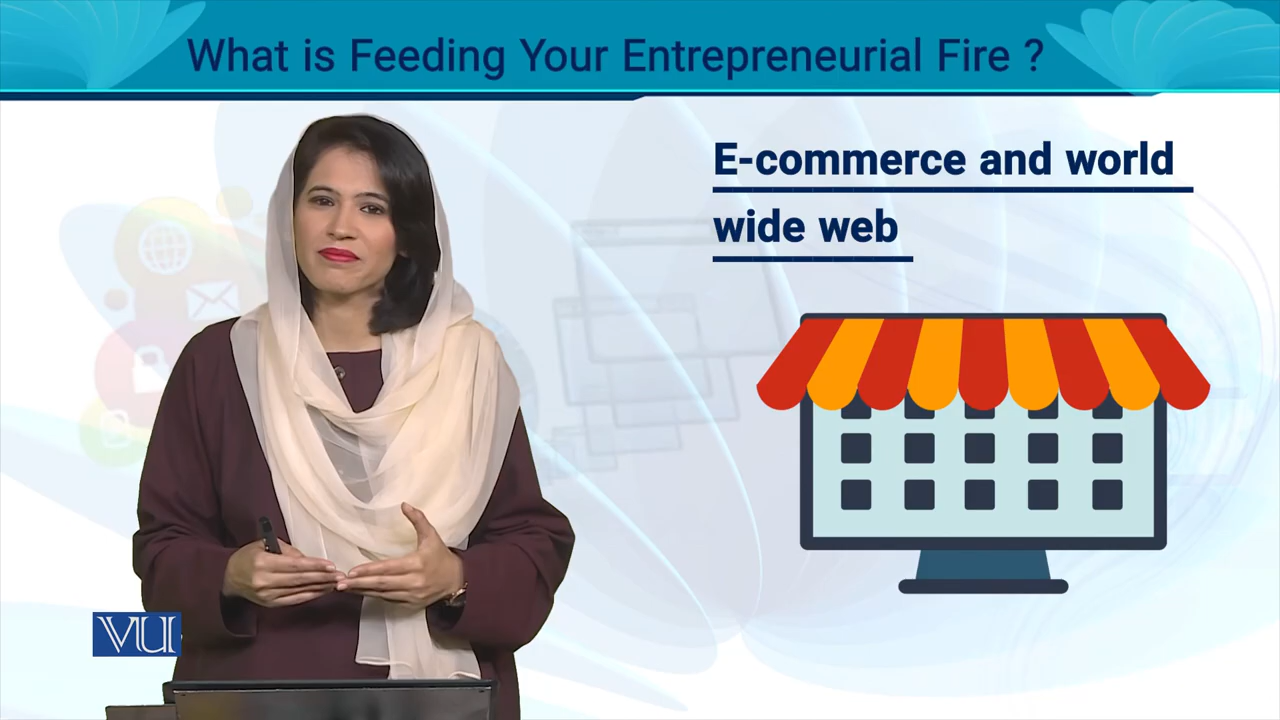 What is Feeding Your Entrepreneurial Fire ?
E-commerce and world
wide web
VU